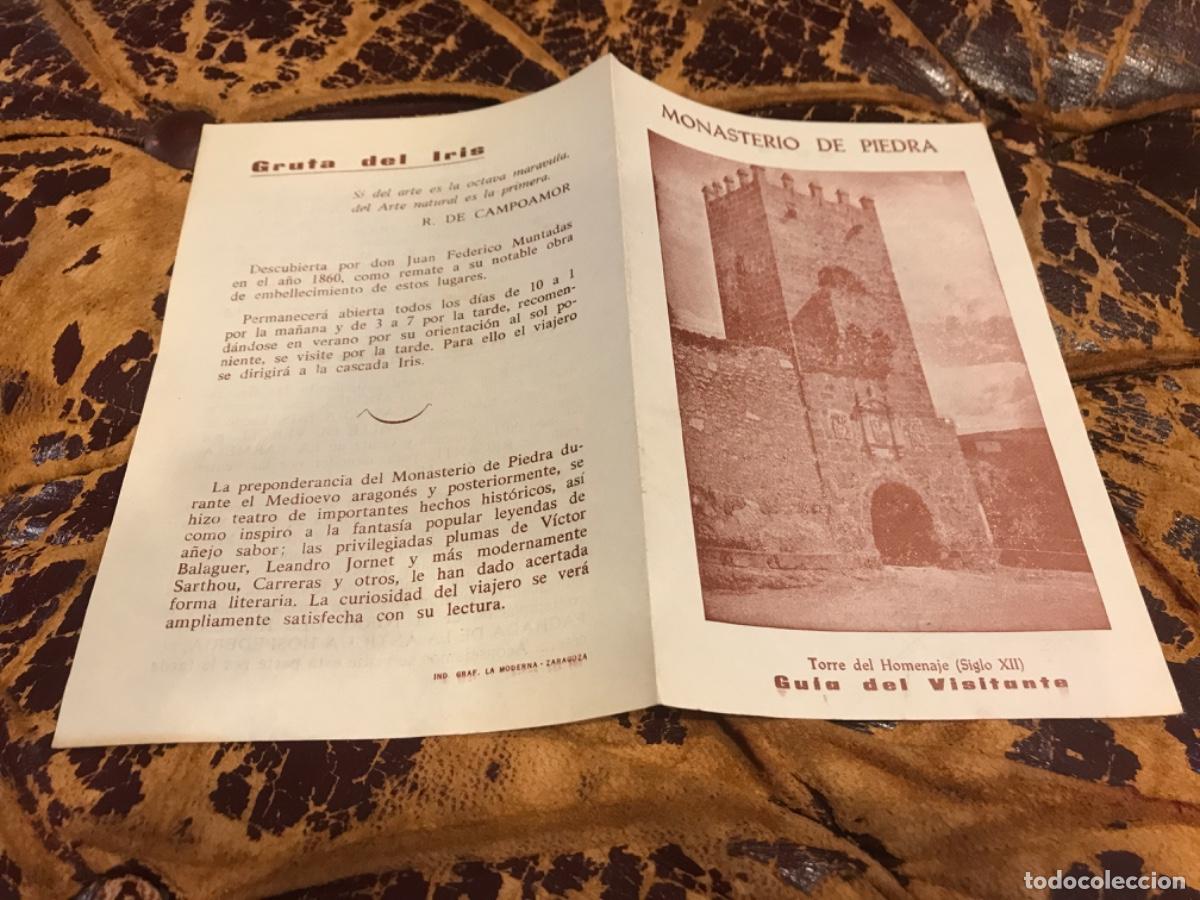 Gruta del Iris
Si del arte es la octava maravilla,
del Arte natural es la primera.
R. DE CAMPOAMOR
Descubierta por don Juan Federico Muntadas
en el año 1860, como remate a su notable obra
de embellecimiento de estos lugares.
Permanecerá abierta todos los días de 10 a 1
por la mañana y de 3 a 7 por la tarde, recomen-
dándose en verano por su orientación al sol po-
niente, se visite por la tarde. Para ello el viajero
se dirigirá a la cascada Iris.
La preponderancia del Monasterio de Piedra du-
rante el Medioevo aragonés y posteriormente, se
hizo teatro de importantes hechos históricos, así
como inspiro a la fantasía popular leyendas de
añejo sabor; las privilegiadas plumas de Víctor
Balaguer, Leandro Jornet y más modernamente
Sarthou, Carreras y otros, le han dado acertada
forma literaria. La curiosidad del viajero se verá
ampliamente satisfecha con su lectura.
IND. GRAF. LA MODERNA - ZARAGOZA
MONASTERIO DE PIEDRA
Torre del Homenaje (Siglo XII)
Guía del Visitante
todocoleccion